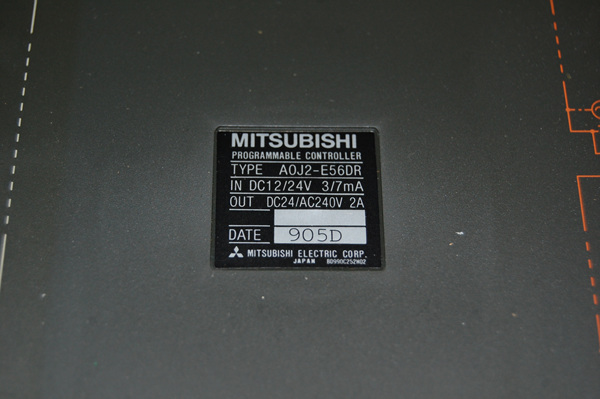 MITSUBISHI
PROGRAMMABLE CONTROLLER
TYPE A0J2-E56DR
IN DC12/24V 3/7mA
OUT DC24/AC240V 2A
DATE 905D
MITSUBISHI ELECTRIC CORP.
JAPAN BD990C252H02